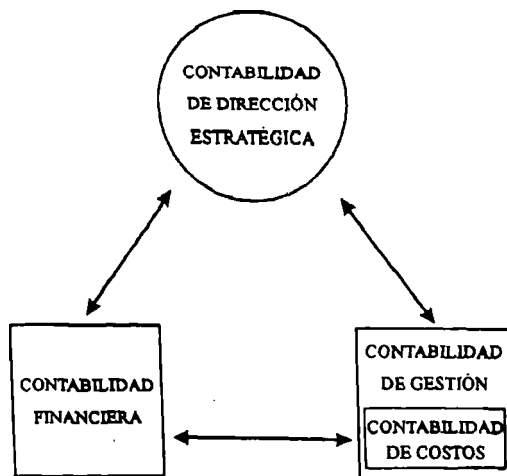 CONTABILIDAD
DE DIRECCIÓN
ESTRATÉGICA
CONTABILIDAD
FINANCIERA
CONTABILIDAD
DE GESTIÓN
CONTABILIDAD
DE COSTOS